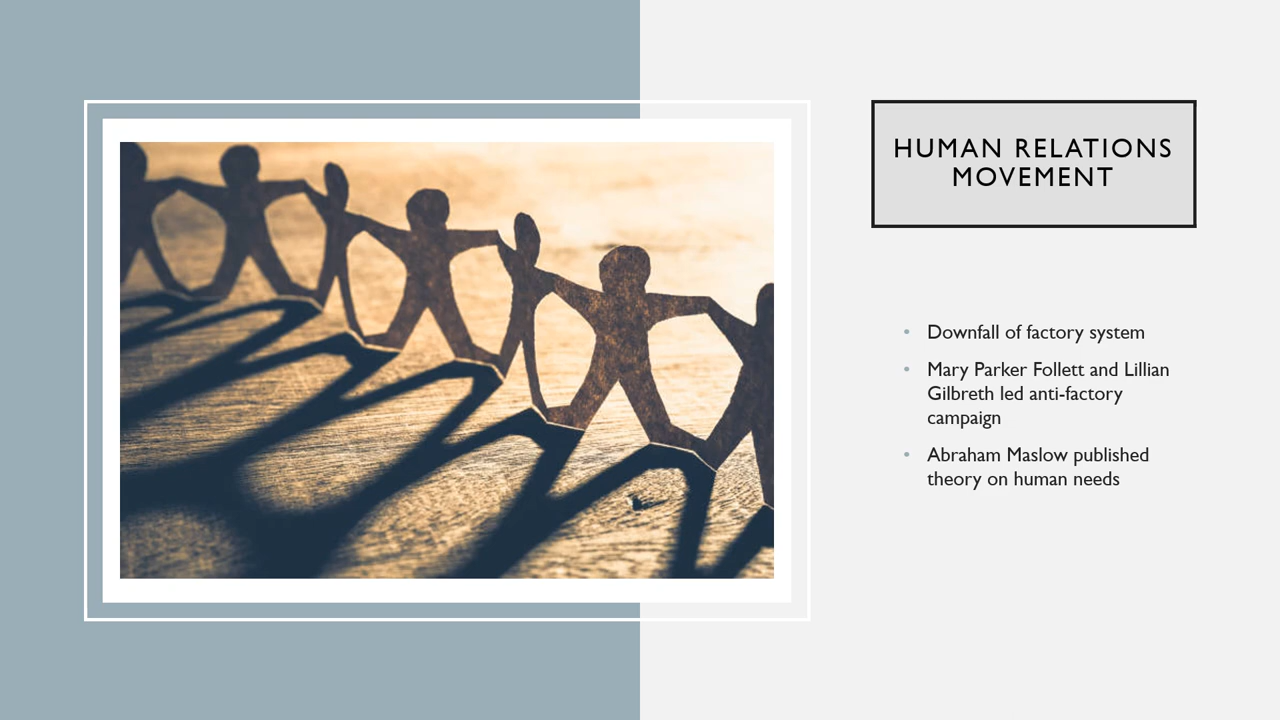 HUMAN RELATIONS
MOVEMENT
• Downfall of factory system
• Mary Parker Follett and Lillian
Gilbreth led anti-factory
campaign
• Abraham Maslow published
theory on human needs